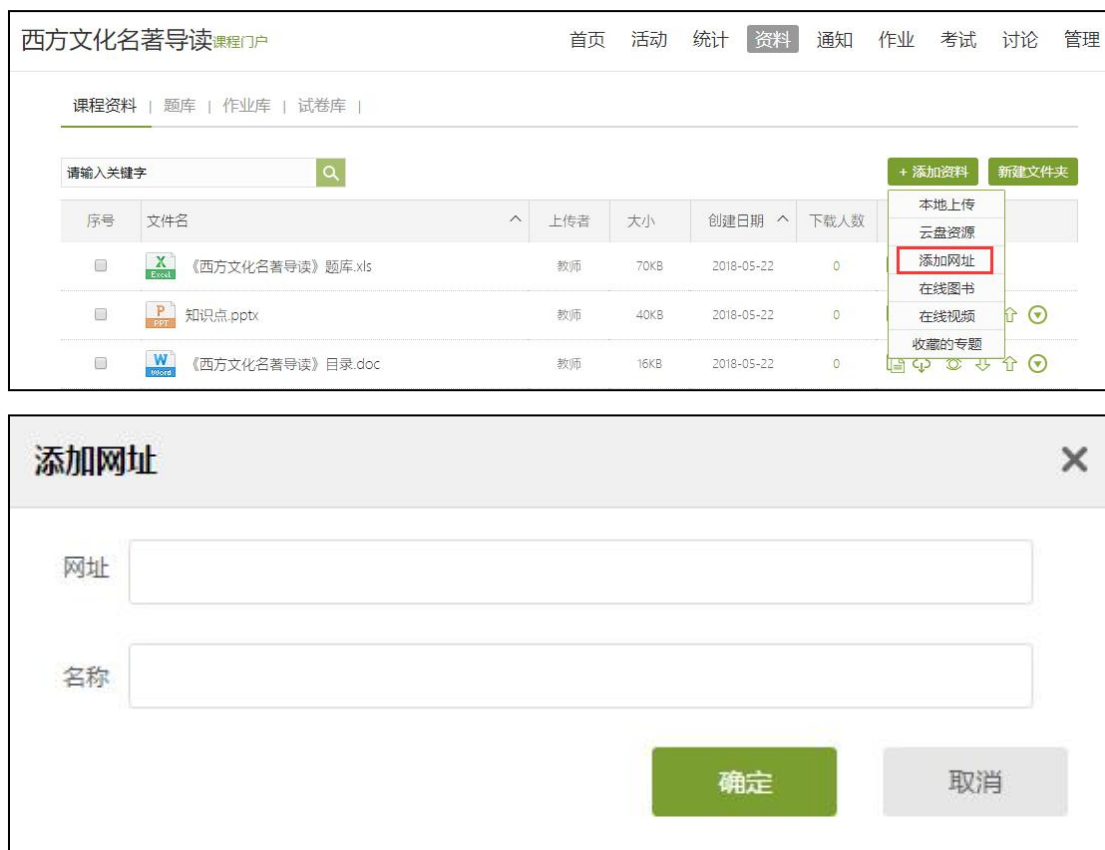 西方文化名著导读课程门户 首页 活动 统计 资料 通知 作业 考试 讨论 管理
课程资料 | 题库 | 作业库 | 试卷库 |
请输入关键字 + 添加资料 新建文件夹
序号 文件名 上传者 大小 创建日期 下载人数
本地上传
云盘资源
添加网址
在线图书
在线视频
收藏的专题
X Excel 《西方文化名著导读》题库.xls 教师 70KB 2018-05-22 0
P PPT 知识点.pptx 教师 40KB 2018-05-22 0
W Word 《西方文化名著导读》目录.doc 教师 16KB 2018-05-22 0
添加网址
网址
名称
确定 取消